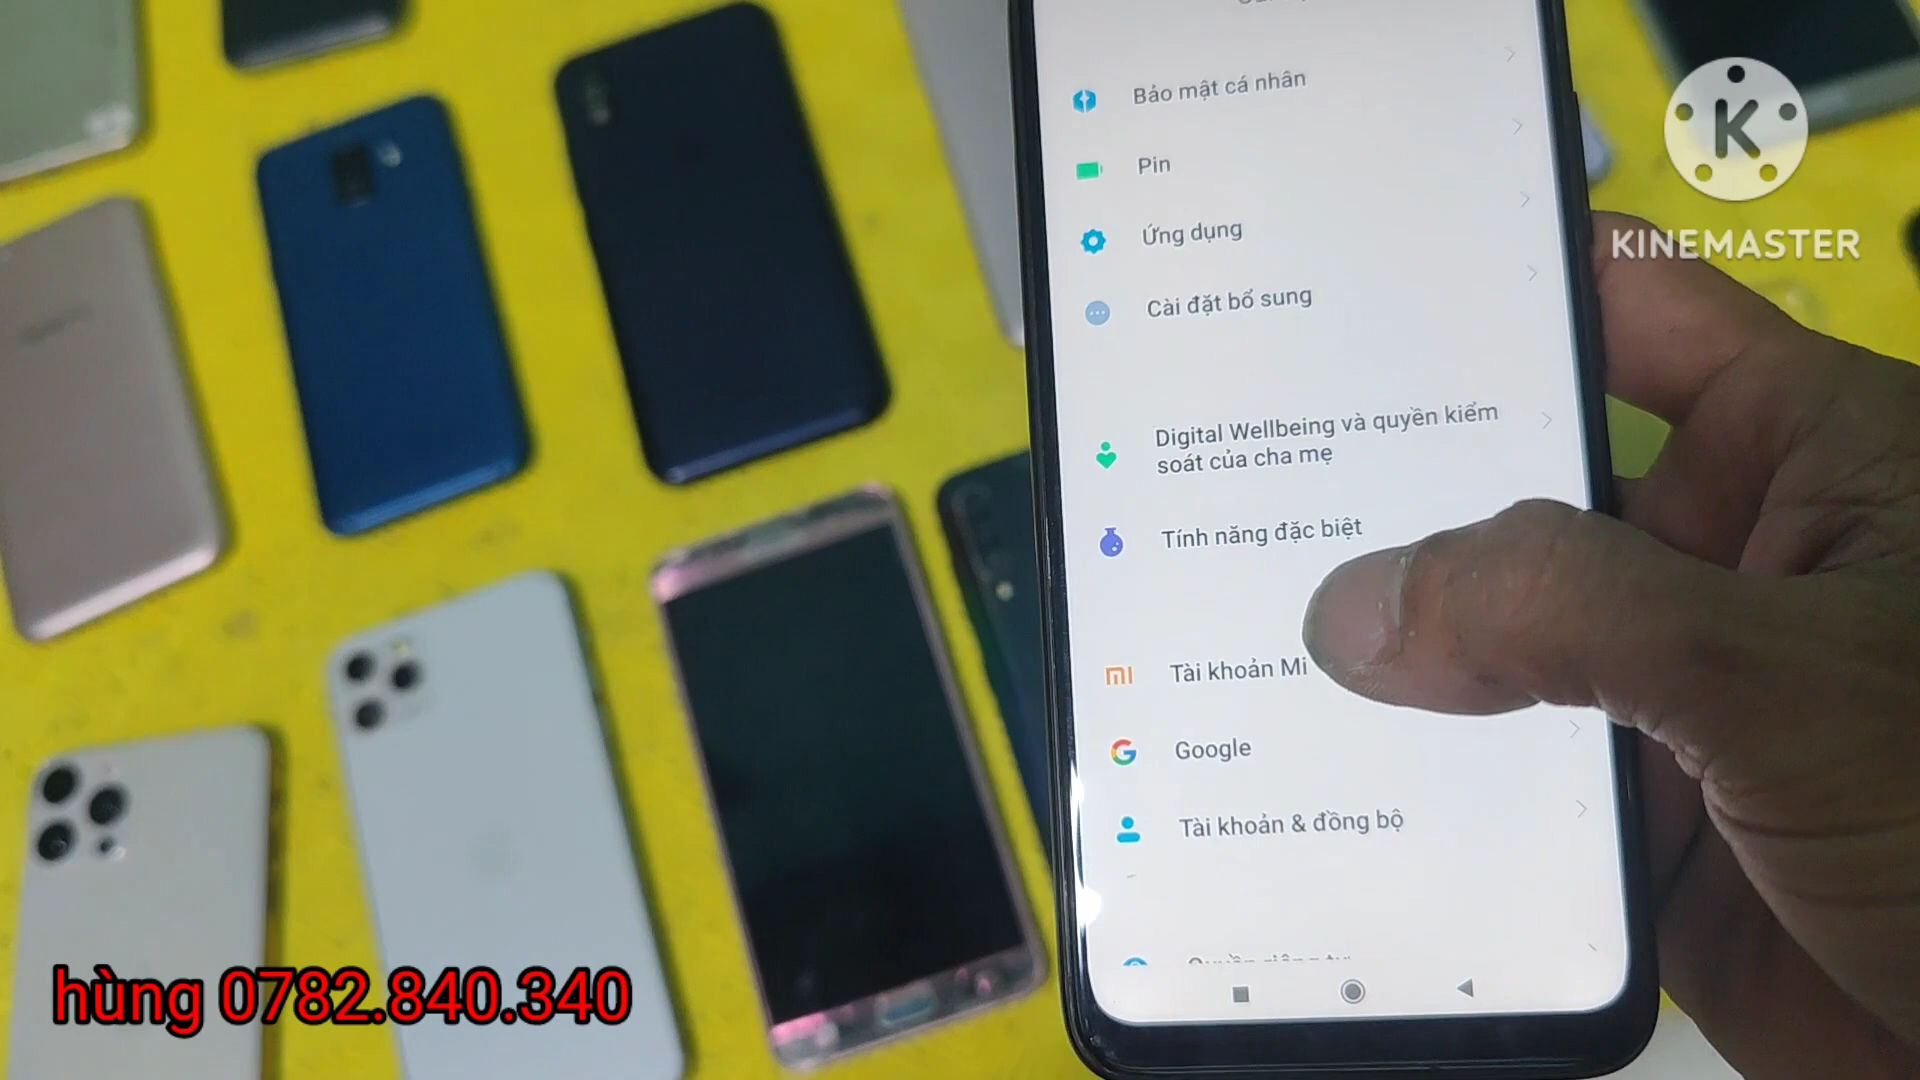 Bảo mật cá nhân
Pin
Ứng dụng
Cài đặt bổ sung
Digital Wellbeing và quyền kiểm
soát của cha mẹ
Tính năng đặc biệt
Tài khoản Mi
Google
Tài khoản & đồng bộ
K
KINEMASTER
hùng 0782.840.340